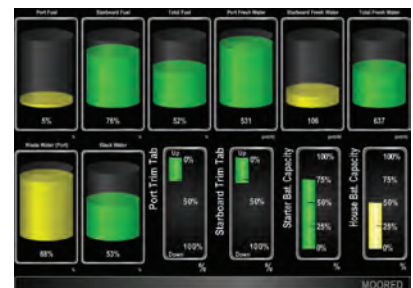 Port Fuel
Starboard Fuel
Total Fuel
Port Fresh Water
Starboard Fresh Water
Total Fresh Water
5%
78%
52%
531
106
637
Waste Water (Port)
Black Water
68%
53%
Port Trim Tab
Up
0%
50%
100%
Down
%
Starboard Trim Tab
Up
0%
50%
100%
Down
%
Starter Bat. Capacity
100%
75%
50%
25%
0%
%
House Bat. Capacity
100%
75%
50%
25%
0%
%
MOORED